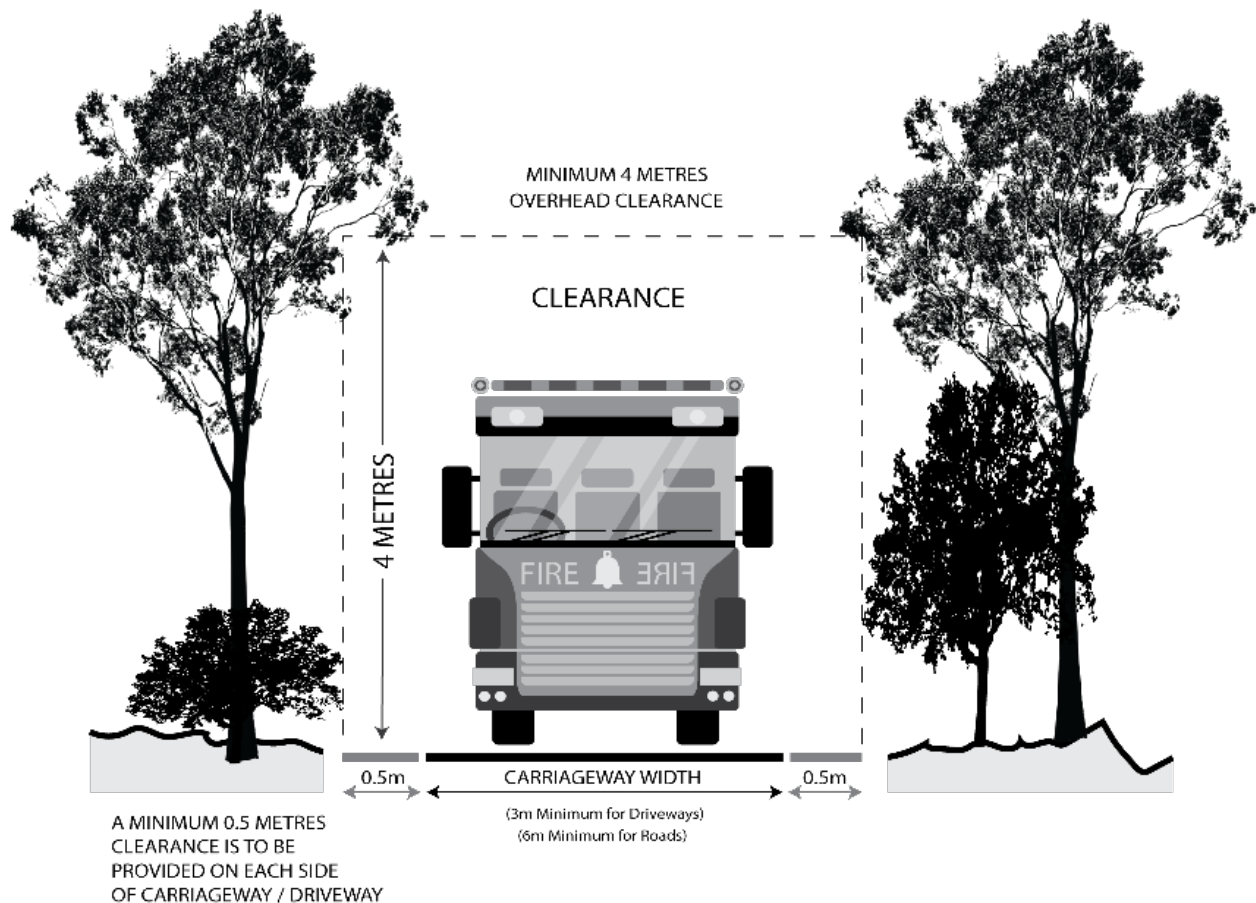 MINIMUM 4 METRES
OVERHEAD CLEARANCE
CLEARANCE
4 METRES
FIRE FIRE
0.5m
CARRIAGEWAY WIDTH
0.5m
(3m Minimum for Driveways)
(6m Minimum for Roads)
A MINIMUM 0.5 METRES
CLEARANCE IS TO BE
PROVIDED ON EACH SIDE
OF CARRIAGEWAY / DRIVEWAY